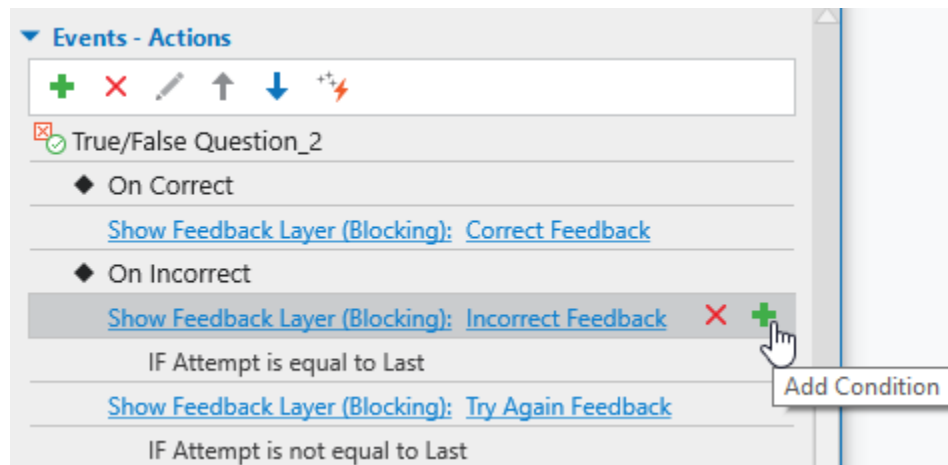 Events - Actions
True/False Question_2
On Correct
Show Feedback Layer (Blocking): Correct Feedback
On Incorrect
Show Feedback Layer (Blocking): Incorrect Feedback
IF Attempt is equal to Last
Add Condition
Show Feedback Layer (Blocking): Try Again Feedback
IF Attempt is not equal to Last